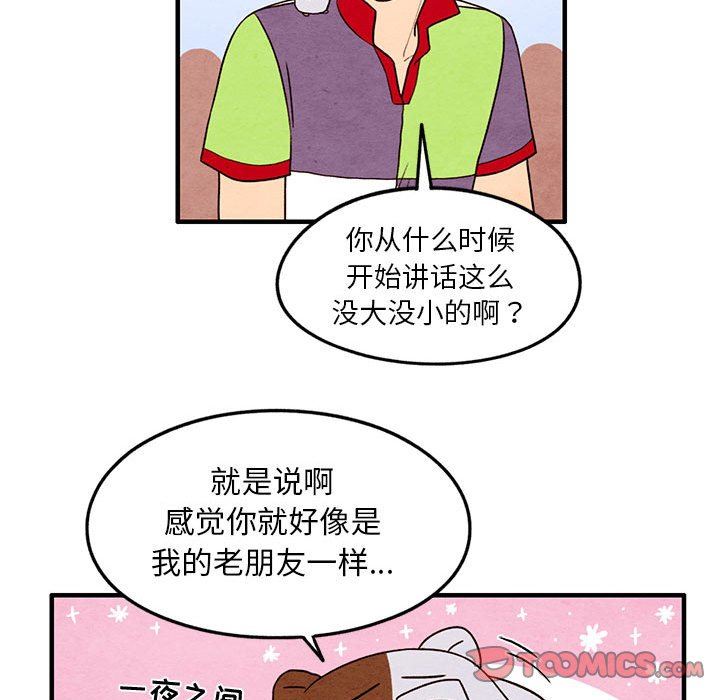 你从什么时候
开始讲话这么
没大没小的啊？
就是说啊
感觉你就好像是
我的老朋友一样...
一夜之间
TOOMICS.COM